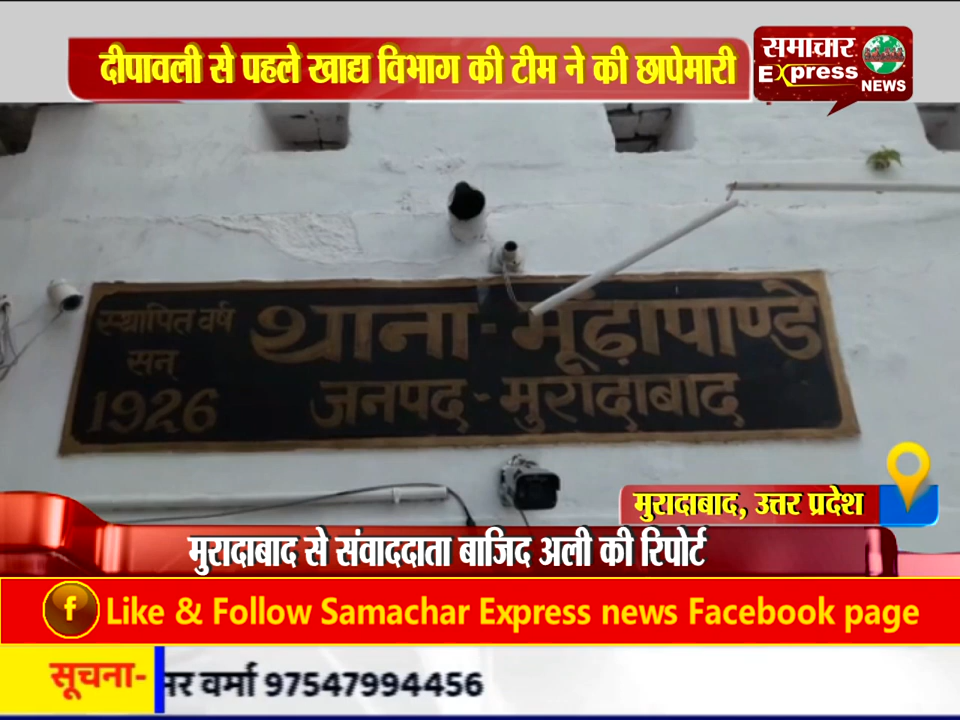 दीपावली से पहले खाद्य विभाग की टीम ने की छापेमारी
समाचार
Express
NEWS
स्थापित वर्ष
सन्
1926
थाना - मूंढ़ापाण्डे
जनपद - मुरादाबाद
मुरादाबाद, उत्तर प्रदेश
मुरादाबाद से संवाददाता बाजिद अली की रिपोर्ट
f Like & Follow Samachar Express news Facebook page
सूचना- वर्मा 97547994456